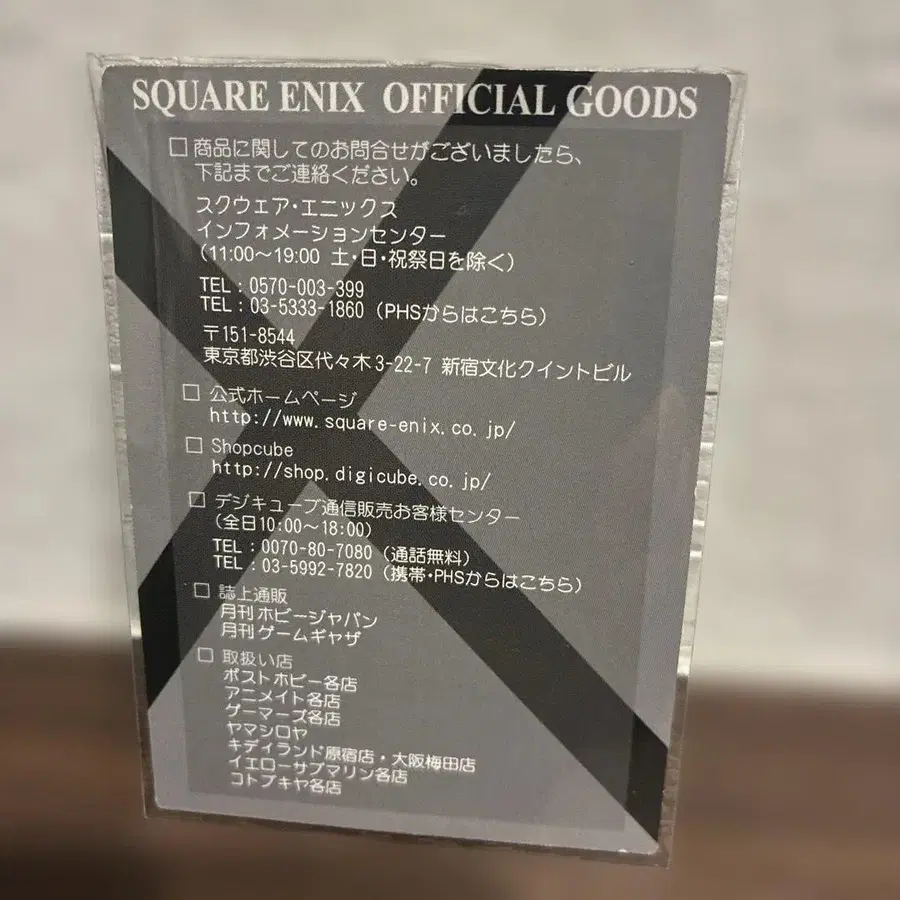 SQUARE ENIX OFFICIAL GOODS
□ 商品に関してのお問合せがございましたら、
下記までご連絡ください。
スクウェア・エニックス
インフォメーションセンター
(11:00～19:00 土・日・祝祭日を除く)
TEL : 0570-003-399
TEL : 03-5333-1860 (PHSからはこちら)
〒151-8544
東京都渋谷区代々木3-22-7 新宿文化クイントビル
□ 公式ホームページ
http://www.square-enix.co.jp/
□ Shopcube
http://shop.digicube.co.jp/
□ デジキューブ通信販売お客様センター
(全日10:00～18:00)
TEL : 0070-80-7080 (通話無料)
TEL : 03-5992-7820 (携帯・PHSからはこちら)
□ 誌上通販
月刊ホビージャパン
月刊ゲームギャザ
□ 取扱い店
ポストホビー各店
アニメイト各店
ゲーマーズ各店
ヤマシロヤ
キディランド原宿店・大阪梅田店
イエローサブマリン各店
コトブキヤ各店